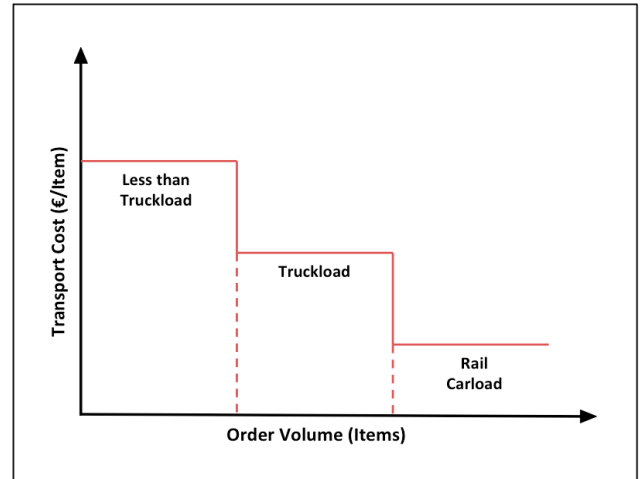 Transport Cost (€/Item)
Less than
Truckload
Truckload
Rail
Carload
Order Volume (Items)